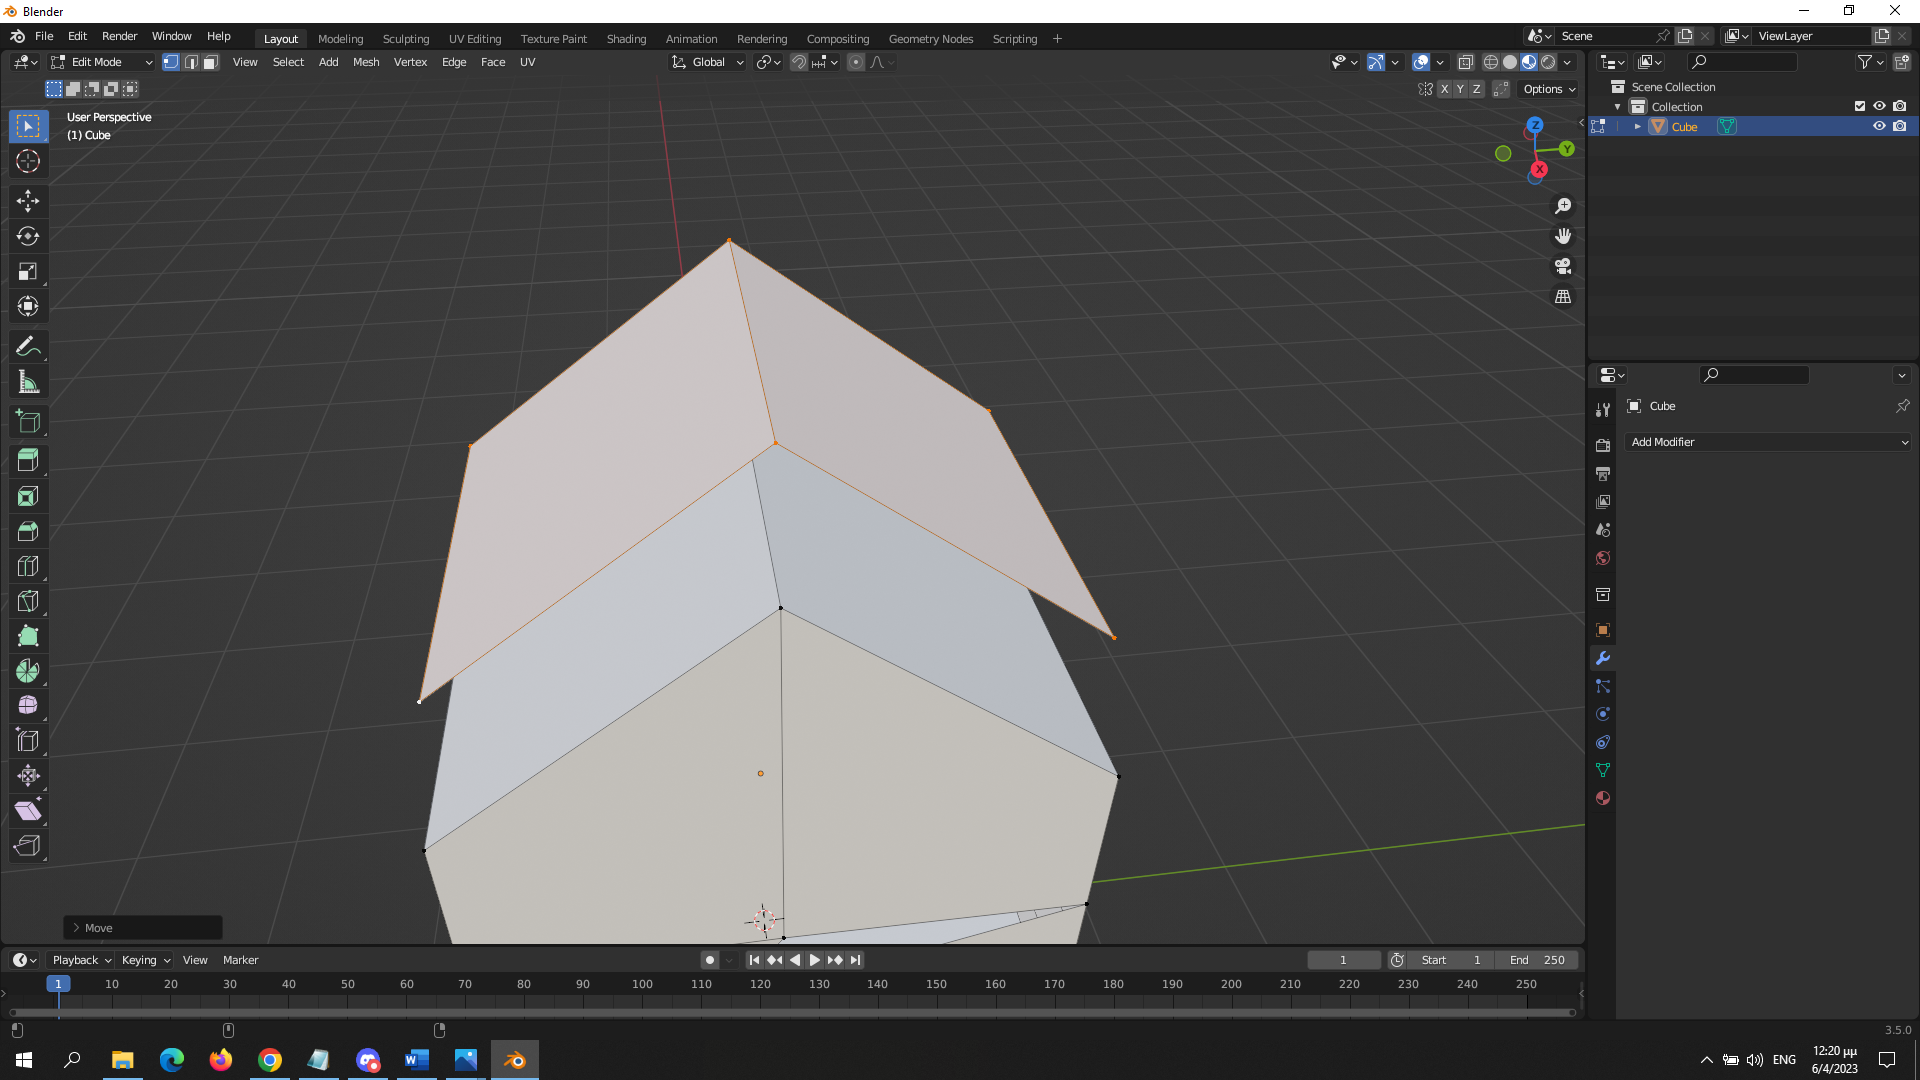 Blender
File Edit Render Window Help Layout Modeling Sculpting UV Editing Texture Paint Shading Animation Rendering Compositing Geometry Nodes Scripting + Scene ViewLayer
Edit Mode View Select Add Mesh Vertex Edge Face UV Global
X Y Z Options
User Perspective
(1) Cube
Z
Y
X
Scene Collection
Collection
Cube
Cube
Add Modifier
Move
Playback Keying View Marker 1 Start 1 End 250
1 10 20 30 40 50 60 70 80 90 100 110 120 130 140 150 160 170 180 190 200 210 220 230 240 250
3.5.0
ENG
12:20 μμ
6/4/2023